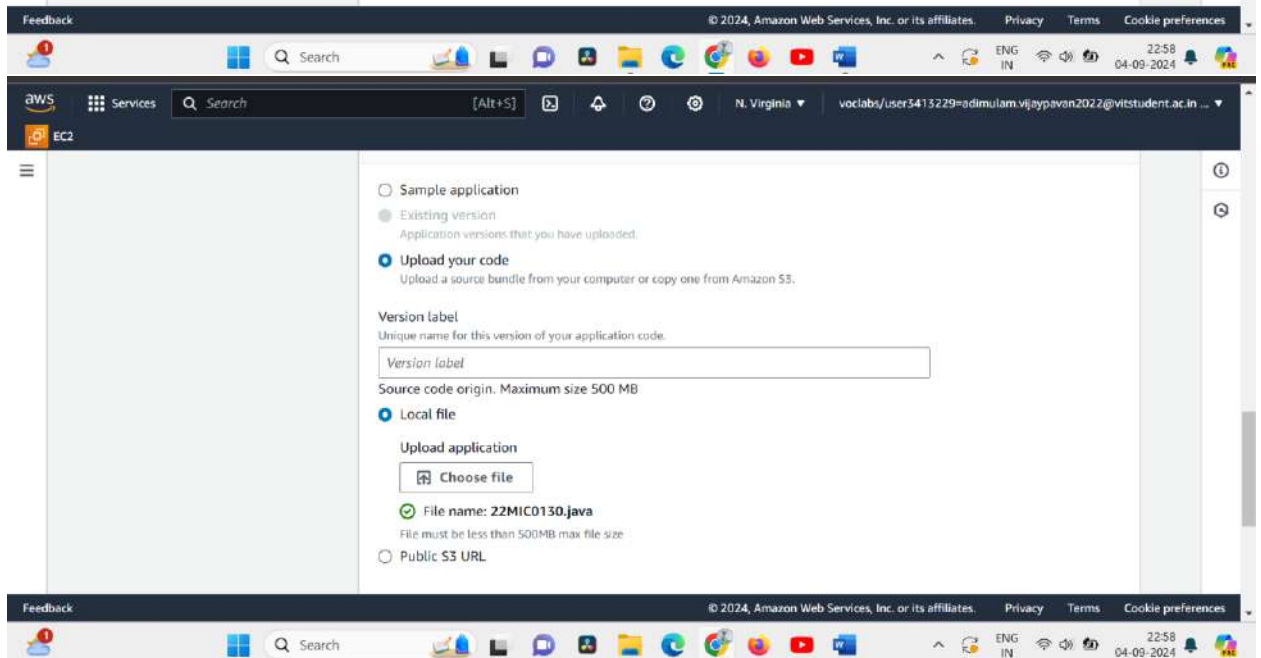 Feedback © 2024, Amazon Web Services, Inc. or its affiliates. Privacy Terms Cookie preferences
Search ENG 22:58
IN 04-09-2024
aws Services Search [Alt+S] N. Virginia voclabs/user3413229=adimulam.vijaypavan2022@vitstudent.ac.in ...
EC2
Sample application
Existing version
Application versions that you have uploaded.
Upload your code
Upload a source bundle from your computer or copy one from Amazon S3.
Version label
Unique name for this version of your application code.
Version label
Source code origin. Maximum size 500 MB
Local file
Upload application
Choose file
File name: 22MIC0130.java
File must be less than 500MB max file size
Public S3 URL
Feedback © 2024, Amazon Web Services, Inc. or its affiliates. Privacy Terms Cookie preferences
Search ENG 22:58
IN 04-09-2024